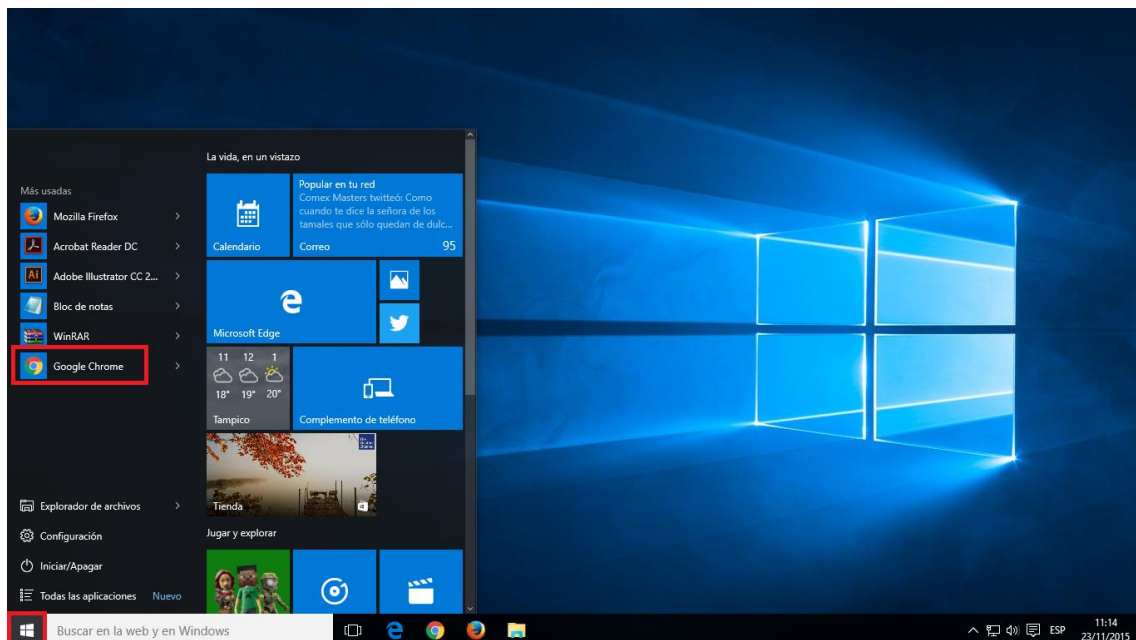 La vida, en un vistazo
Más usadas
Mozilla Firefox
Acrobat Reader DC
Adobe Illustrator CC 2...
Bloc de notas
WinRAR
Google Chrome
Explorador de archivos
Configuración
Iniciar/Apagar
Todas las aplicaciones Nuevo
Calendario
Popular en tu red
Comex Masters twitteó: Como
cuando te dice la señora de los
tamales que sólo quedan de dulc...
Correo 95
Microsoft Edge
11 12 1
18° 19° 20°
Tampico
Complemento de teléfono
Tienda
Jugar y explorar
Buscar en la web y en Windows
ESP
11:14
23/11/2015